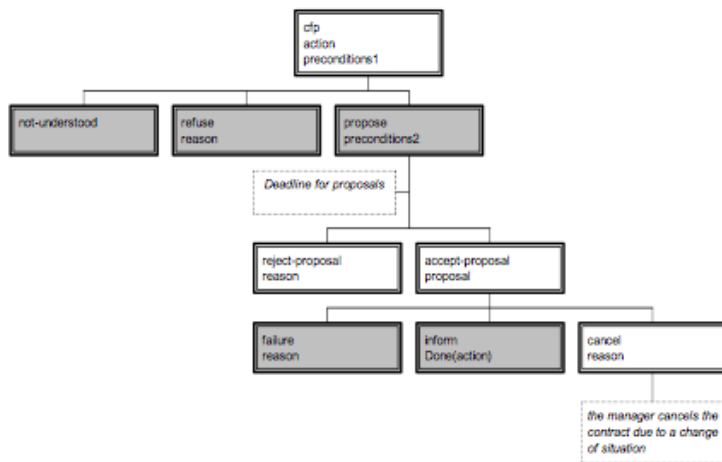 cfp
action
preconditions1
not-understood
refuse
reason
propose
preconditions2
Deadline for proposals
reject-proposal
reason
accept-proposal
proposal
failure
reason
inform
Done(action)
cancel
reason
the manager cancels the
contract due to a change
of situation